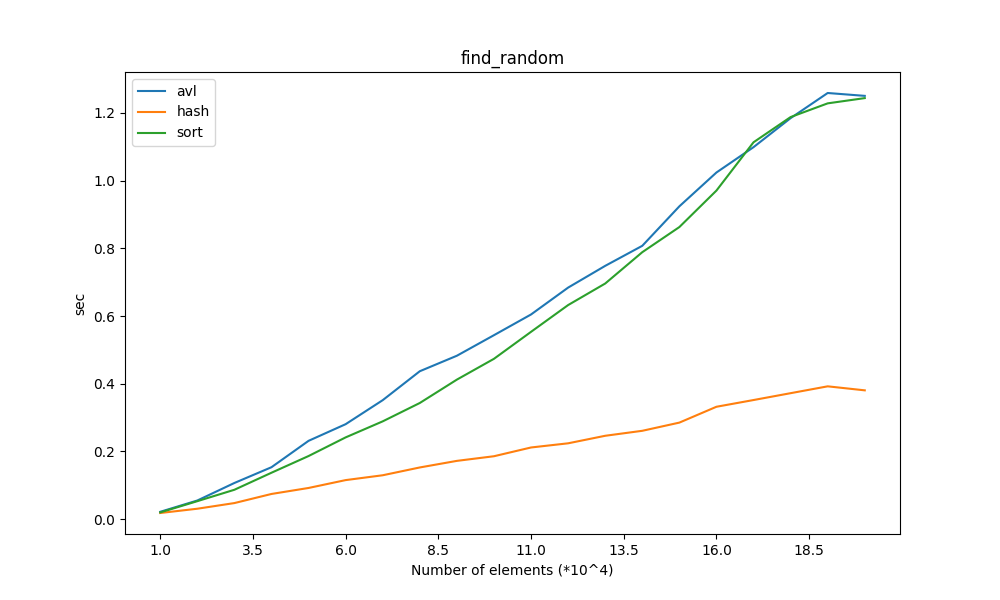 find_random
avl
hash
sort
1.2
1.0
0.8
0.6
0.4
0.2
0.0
sec
1.0 3.5 6.0 8.5 11.0 13.5 16.0 18.5
Number of elements (*10^4)